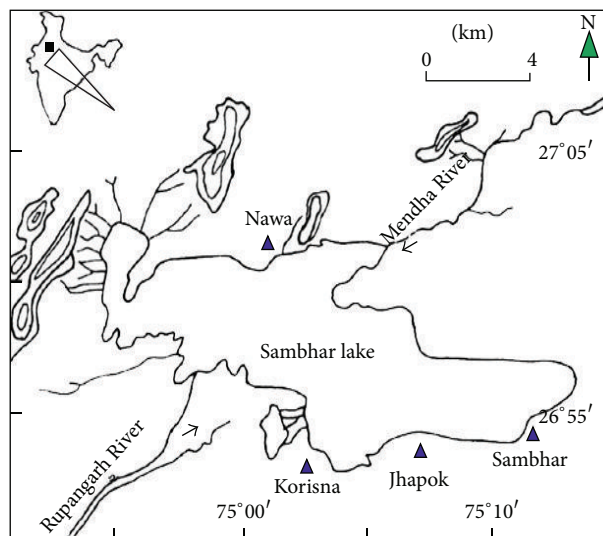 (km)
N
0 4
27°05′
Mendha River
Nawa
Sambhar lake
26°55′
Sambhar
Jhapok
Korisna
Rupangarh River
75°00′
75°10′